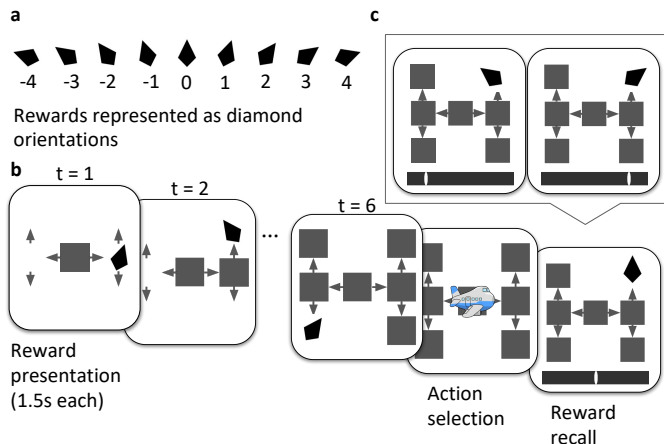 a
-4 -3 -2 -1 0 1 2 3 4
Rewards represented as diamond
orientations
b
t = 1
t = 2
...
t = 6
Reward
presentation
(1.5s each)
Action
selection
Reward
recall
c